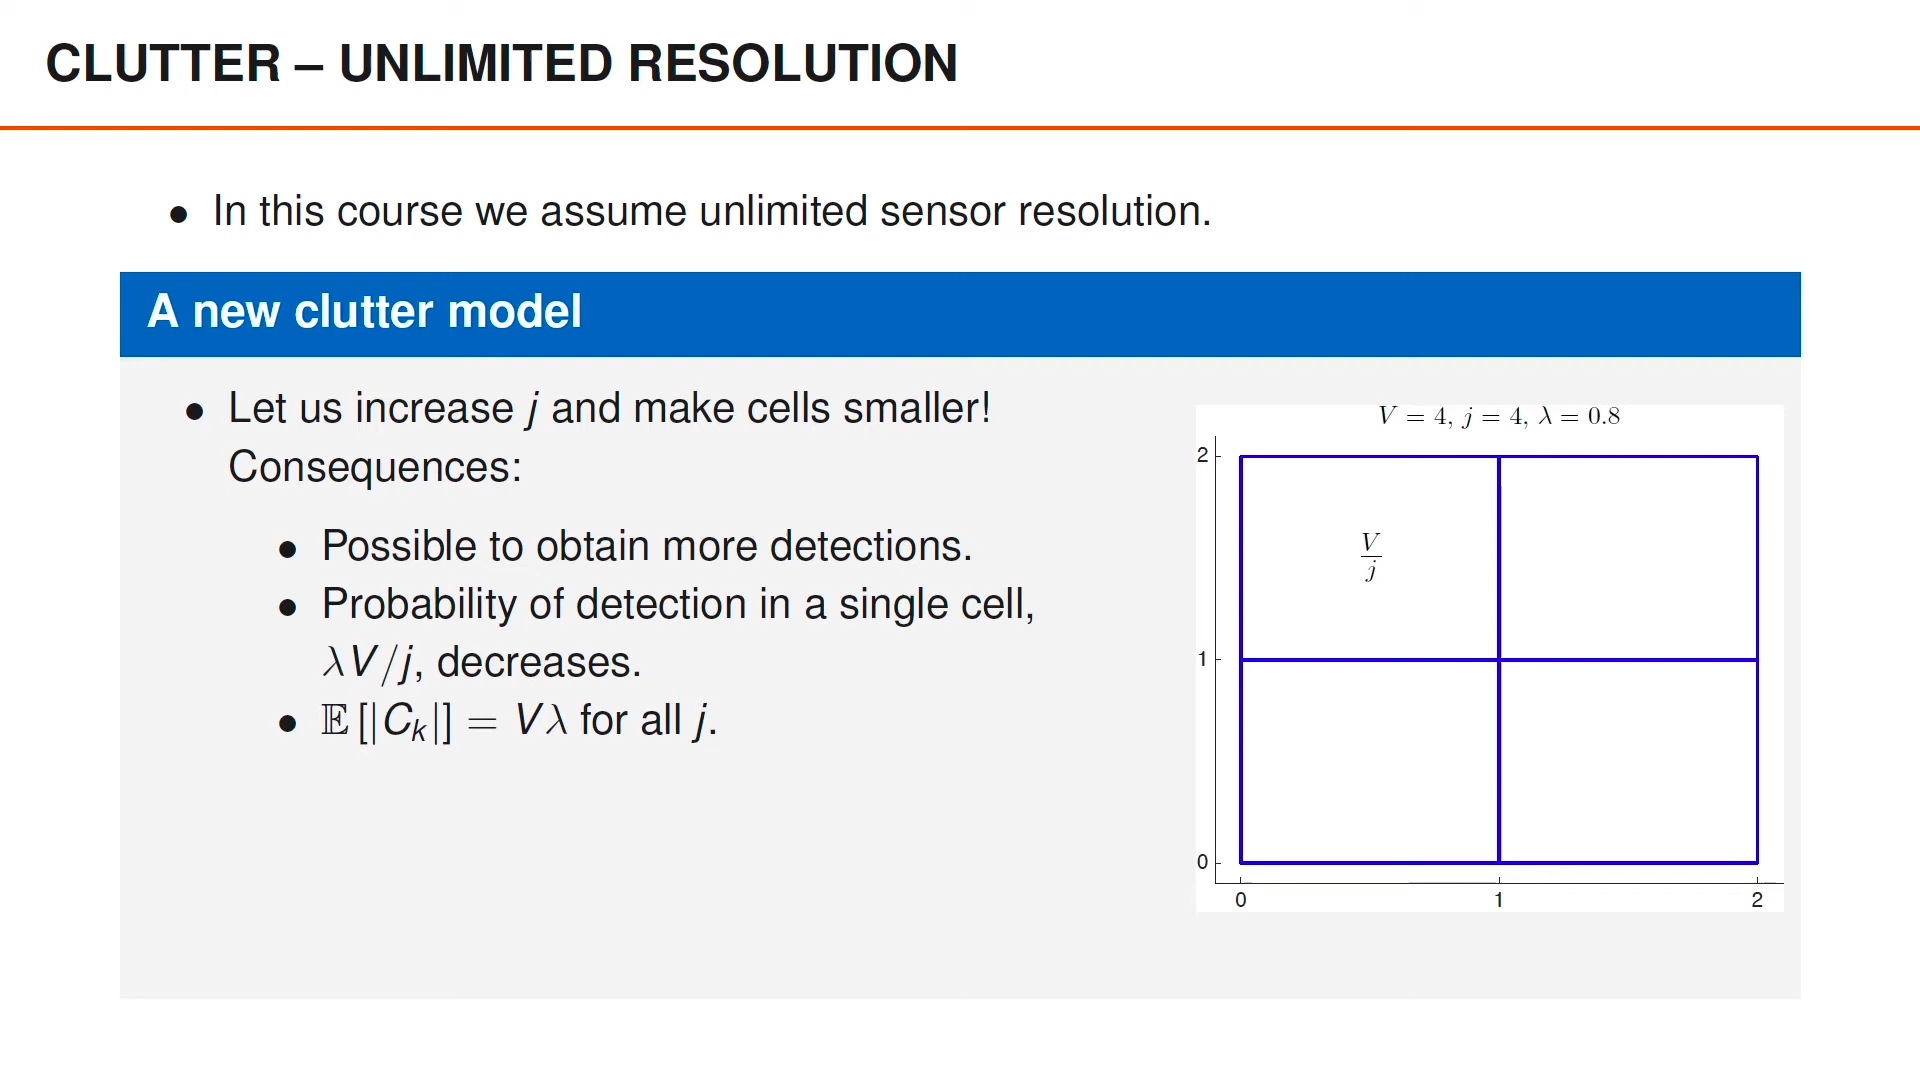 CLUTTER – UNLIMITED RESOLUTION
● In this course we assume unlimited sensor resolution.
A new clutter model
● Let us increase j and make cells smaller!
Consequences:
● Possible to obtain more detections.
● Probability of detection in a single cell,
λV/j, decreases.
● 𝔼[|C_k|] = Vλ for all j.
V = 4, j = 4, λ = 0.8
2
V
j
1
0
0 1 2